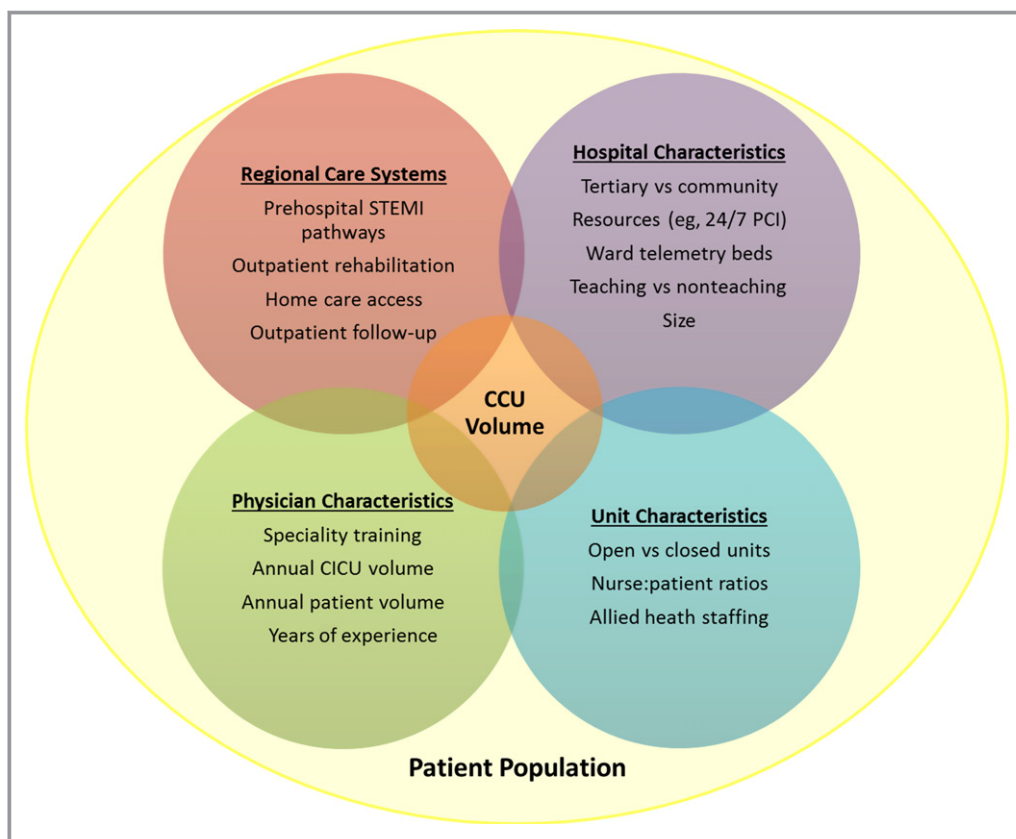 Regional Care Systems
Prehospital STEMI
pathways
Outpatient rehabilitation
Home care access
Outpatient follow-up
Hospital Characteristics
Tertiary vs community
Resources (eg, 24/7 PCI)
Ward telemetry beds
Teaching vs nonteaching
Size
CCU
Volume
Physician Characteristics
Speciality training
Annual CICU volume
Annual patient volume
Years of experience
Unit Characteristics
Open vs closed units
Nurse:patient ratios
Allied heath staffing
Patient Population